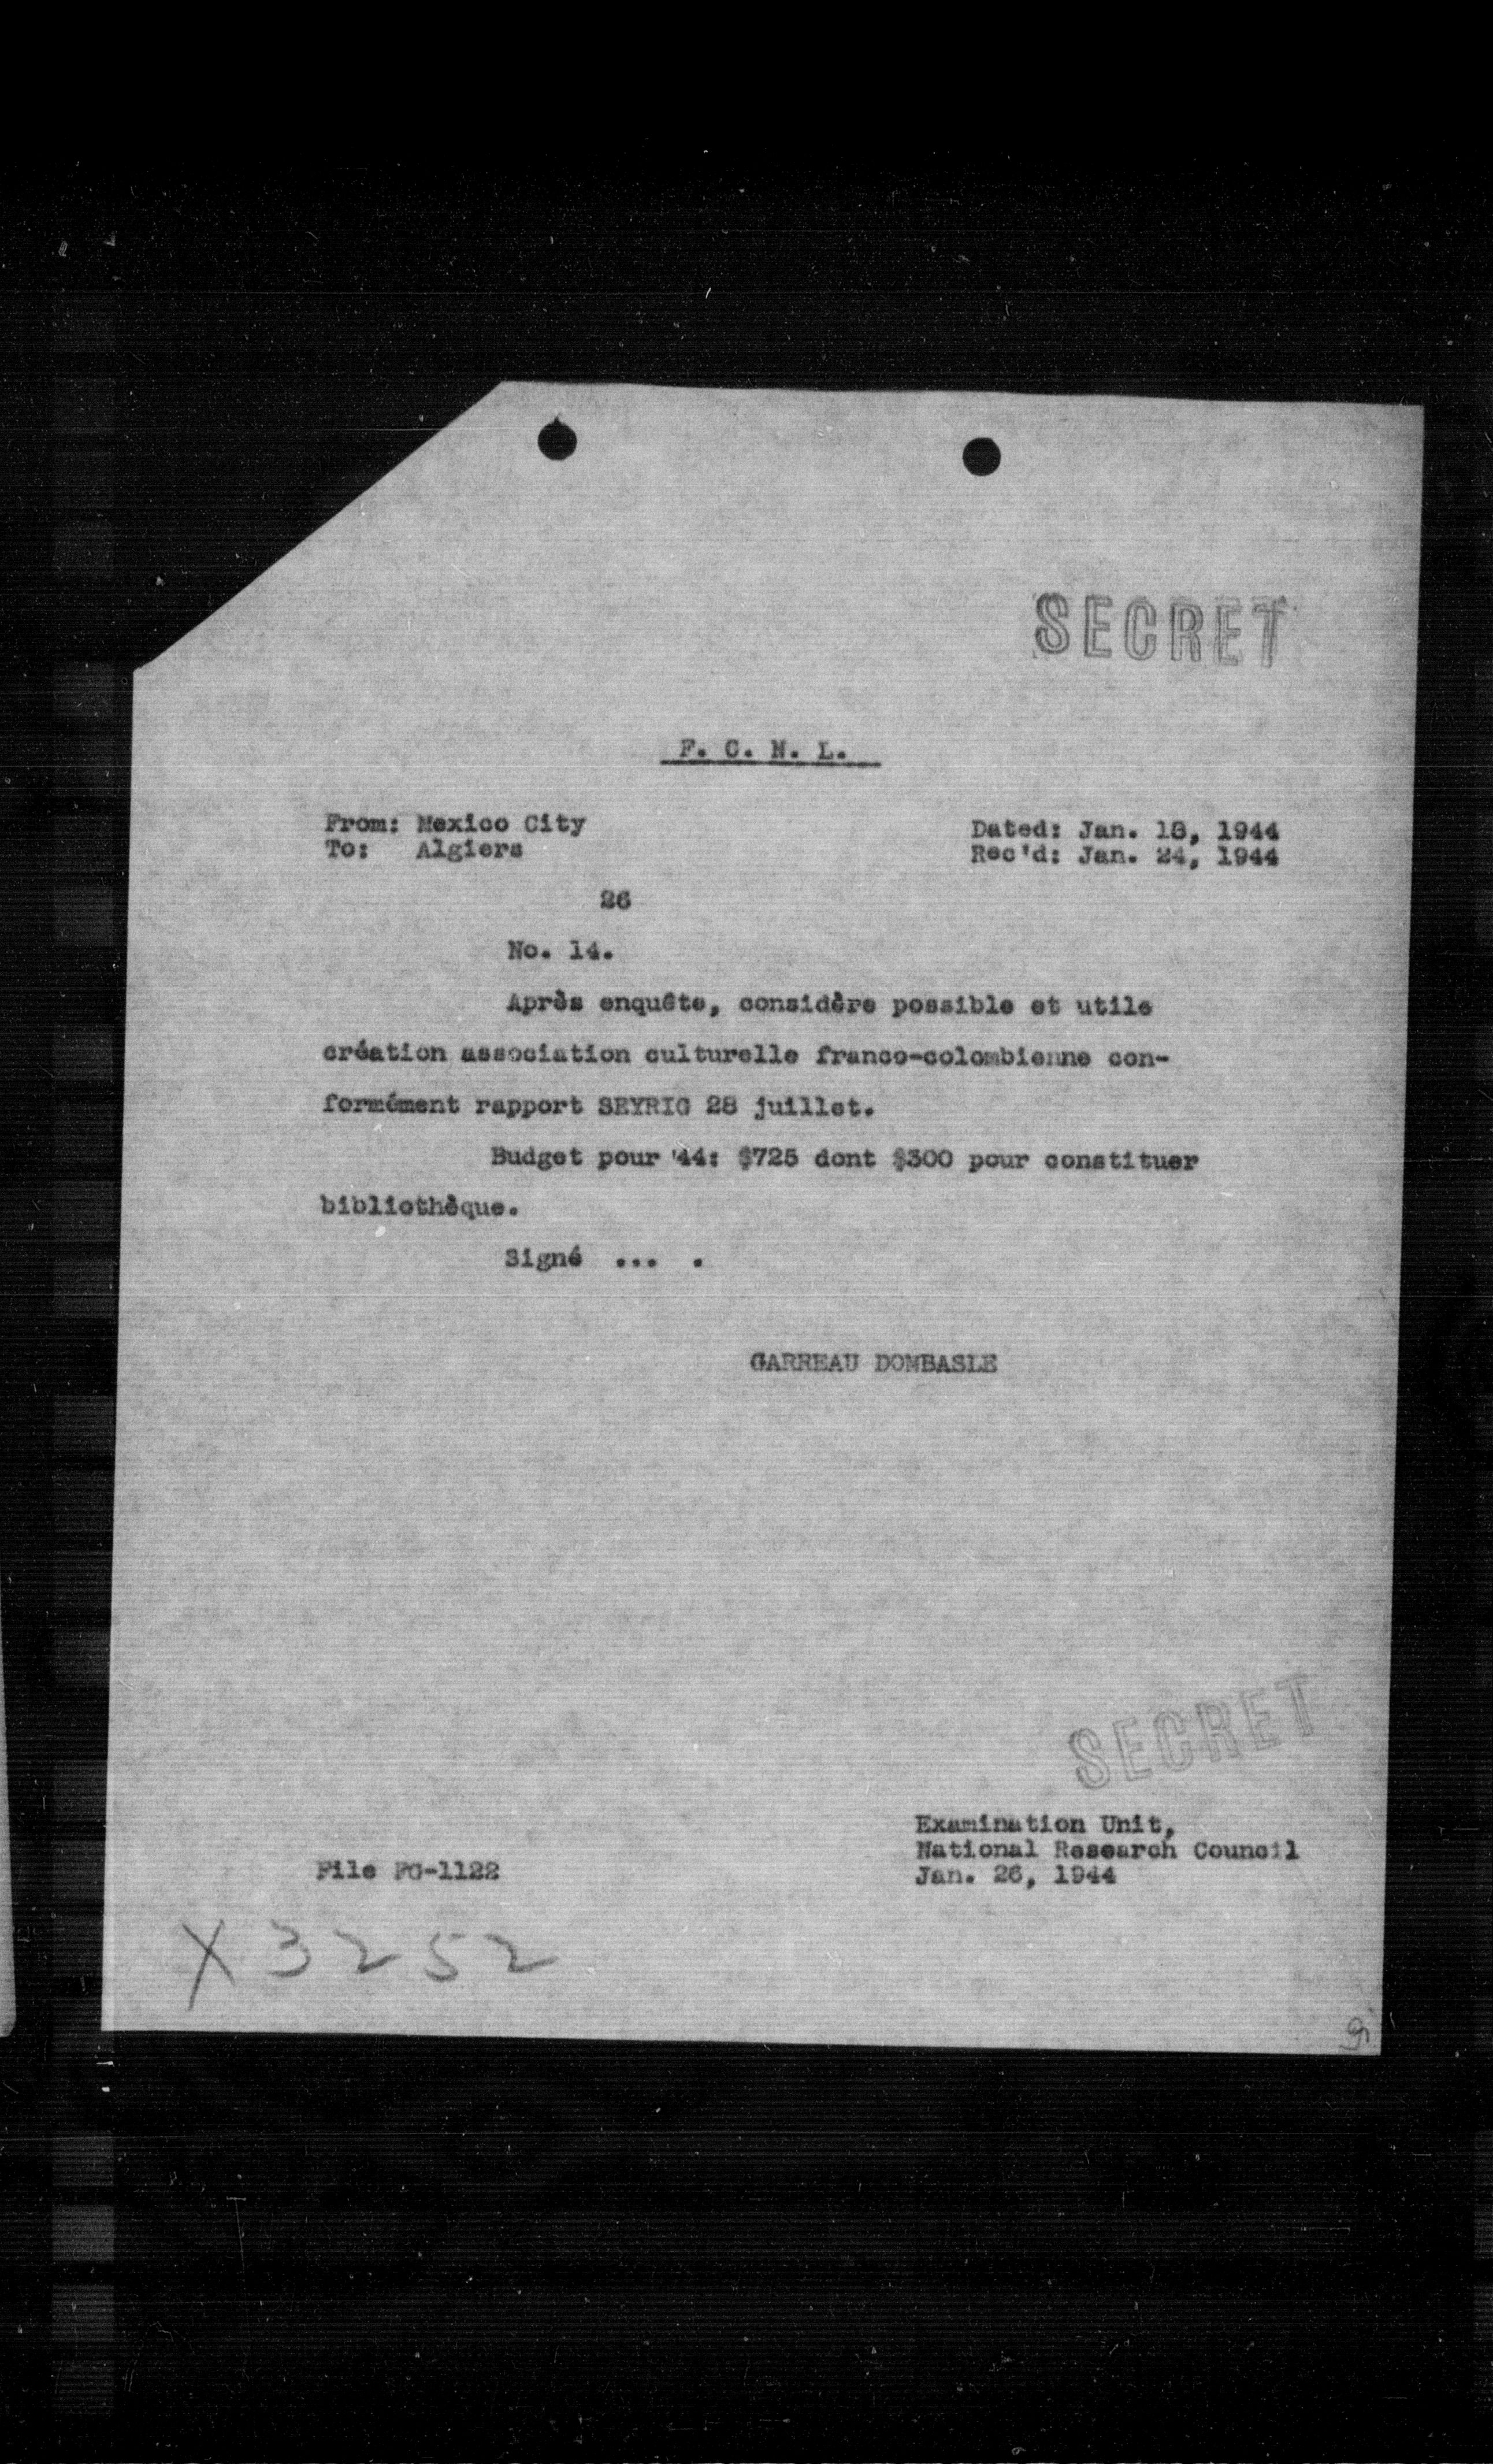 SECRET
F. C. N. L.
From: Mexico City
To: Algiers
Dated: Jan. 18, 1944
Rec'd: Jan. 24, 1944
26
No. 14.
Après enquête, considère possible et utile
création association culturelle franco-colombienne con-
formément rapport SEYRIG 28 juillet.
Budget pour '44: $725 dont $300 pour constituer
bibliothèque.
Signé ... .
GARREAU DOMBASLE
SECRET
Examination Unit,
National Research Council
Jan. 26, 1944
File FG-1122
X3252